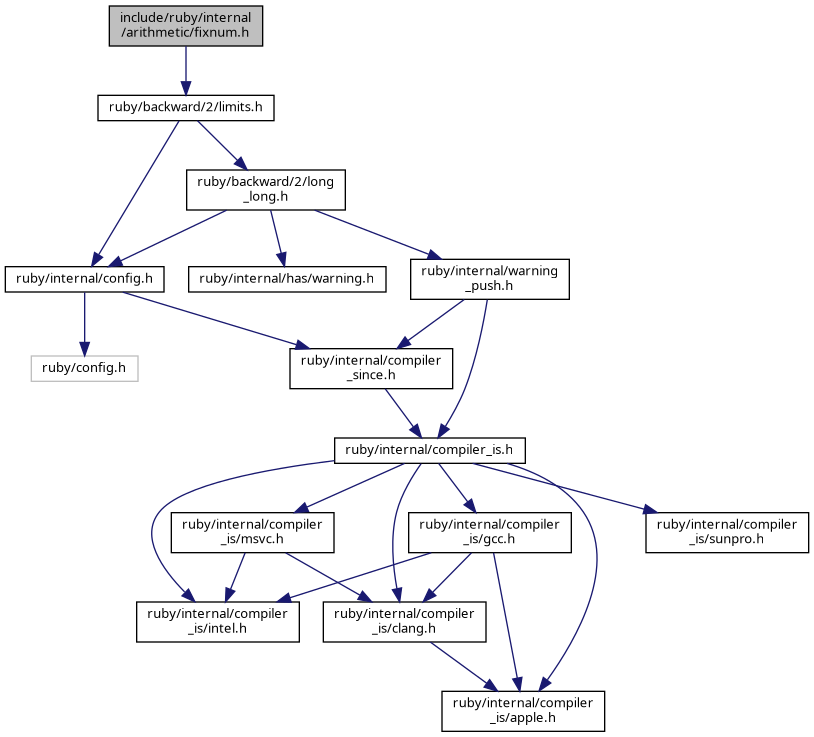 include/ruby/internal
/arithmetic/fixnum.h
ruby/backward/2/limits.h
ruby/backward/2/long
_long.h
ruby/internal/config.h
ruby/internal/has/warning.h
ruby/internal/warning
_push.h
ruby/config.h
ruby/internal/compiler
_since.h
ruby/internal/compiler_is.h
ruby/internal/compiler
_is/msvc.h
ruby/internal/compiler
_is/gcc.h
ruby/internal/compiler
_is/sunpro.h
ruby/internal/compiler
_is/intel.h
ruby/internal/compiler
_is/clang.h
ruby/internal/compiler
_is/apple.h